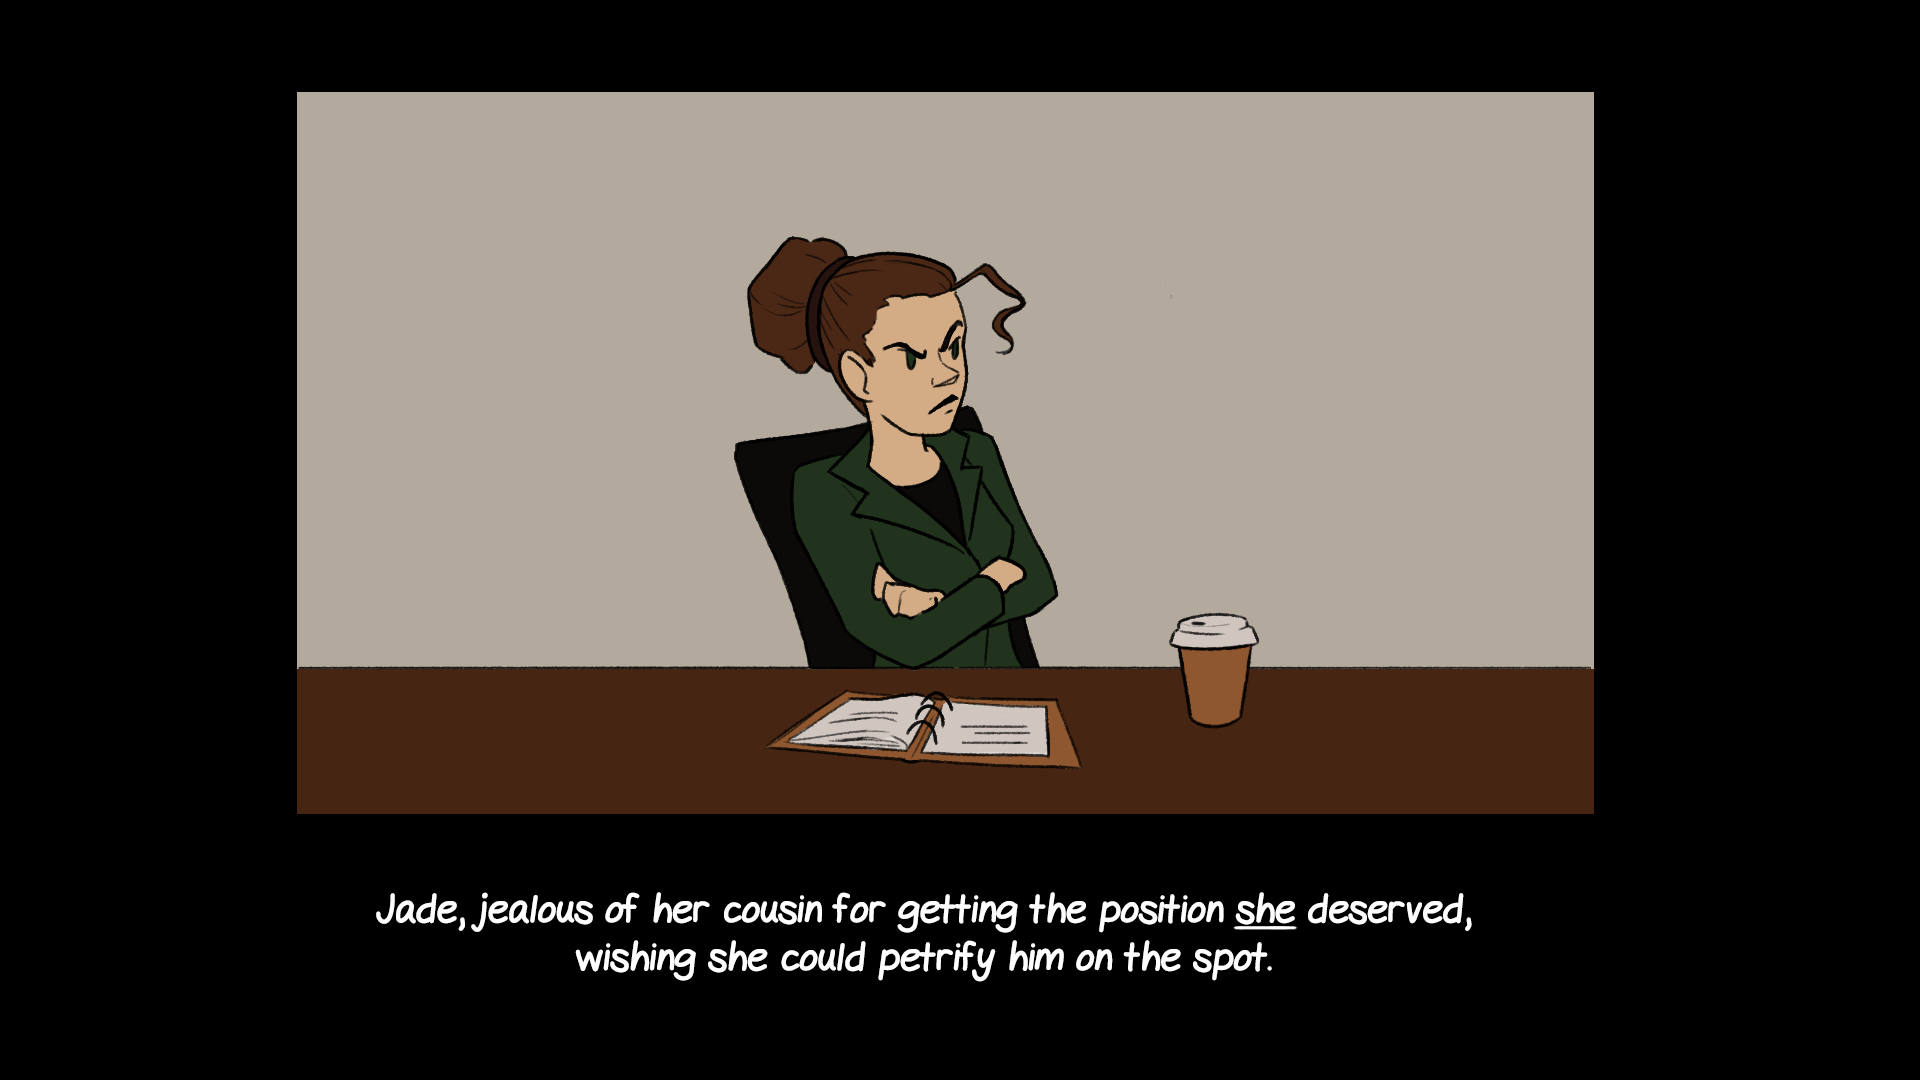 Jade, jealous of her cousin for getting the position she deserved,
wishing she could petrify him on the spot.